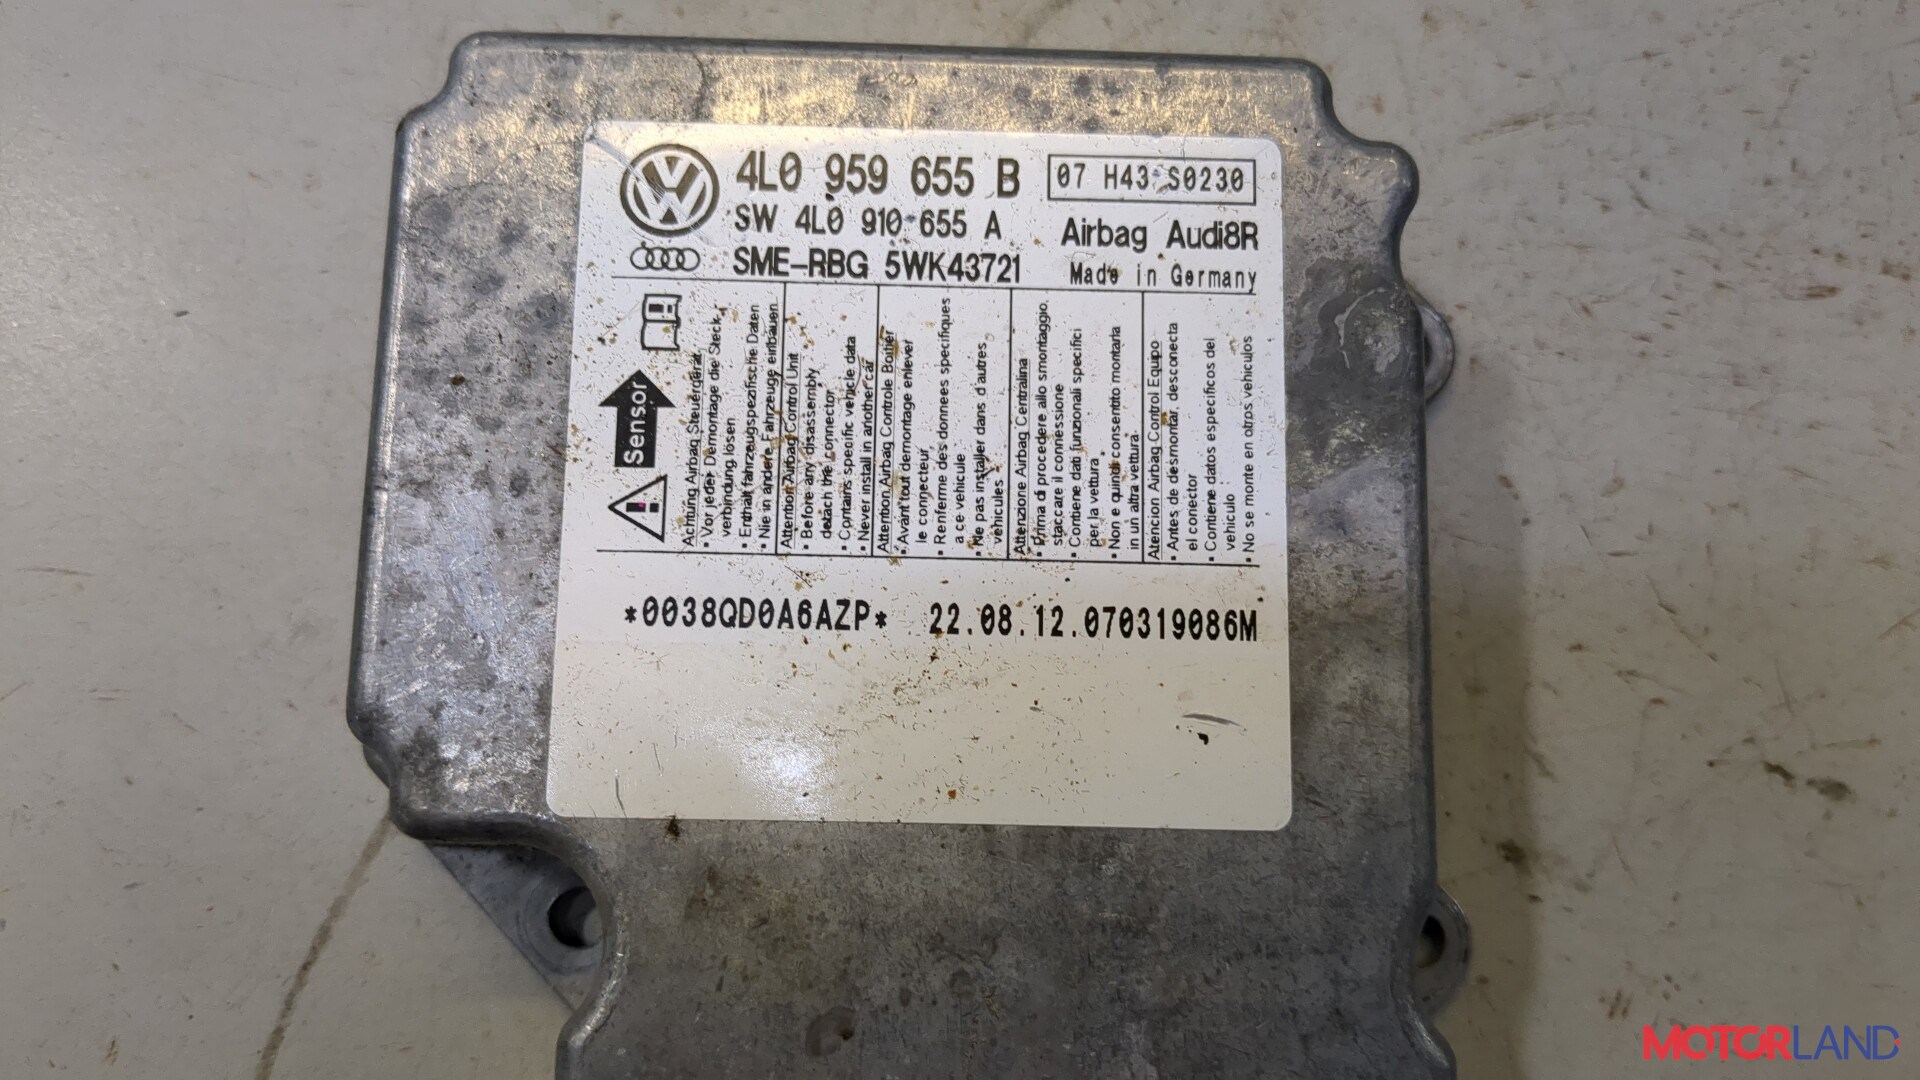 4L0 959 655 B
07 H43 S0230
SW 4L0 910 655 A
Airbag Audi8R
SME-RBG 5WK43721
Made in Germany
Sensor
Achtung Airbag Steuergerät
• Vor jeder Demontage die Steck-
verbindung lösen
• Enthält fahrzeugspezifische Daten
• Nie in andere Fahrzeuge einbauen
Attention Airbag Control Unit
• Before any disassembly
detach the connector
• Contains specific vehicle data
• Never install in another car
Attention Airbag Controle Boitier
• Avant tout demontage enlever
le connecteur
• Renferme des donnees specifiques
a ce vehicule
• Ne pas installer dans d'autres
vehicules
Attenzione Airbag Centralina
• Prima di procedere allo smontaggio,
staccare il connessione
• Contiene dati funzionali specifici
per la vettura
• Non e quindi consentito montarla
in un altra vettura
Atencion Airbag Control Equipo
• Antes de desmontar, desconecta
el conector
• Contiene datos especificos del
vehiculo
• No se monte en otros vehiculos
*0038QD0A6AZP* 22.08.12.070319086M
MOTORLAND